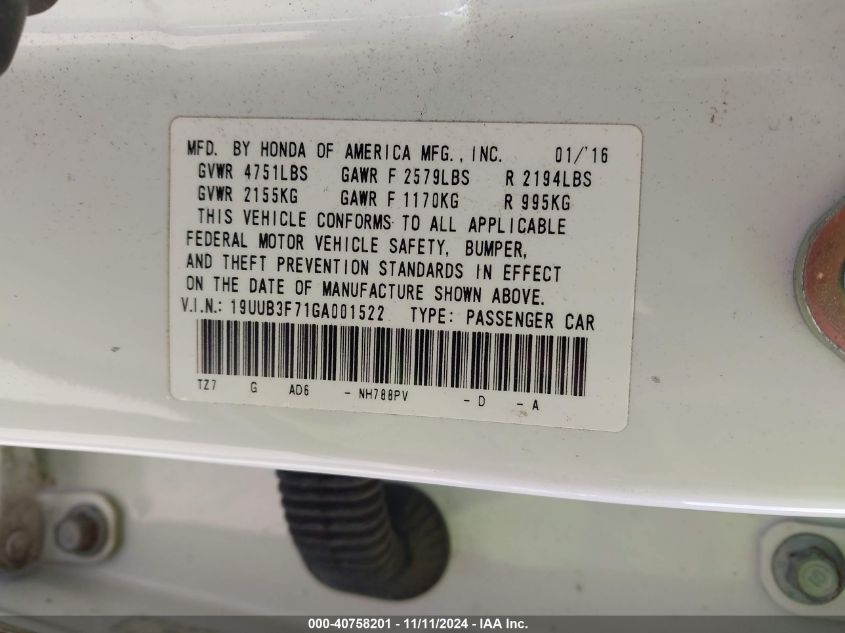 MFD. BY HONDA OF AMERICA MFG., INC. 01/'16
GVWR 4751LBS GAWR F 2579LBS R 2194LBS
GVWR 2155KG GAWR F 1170KG R 995KG
THIS VEHICLE CONFORMS TO ALL APPLICABLE
FEDERAL MOTOR VEHICLE SAFETY, BUMPER,
AND THEFT PREVENTION STANDARDS IN EFFECT
ON THE DATE OF MANUFACTURE SHOWN ABOVE.
V.I.N.: 19UUB3F71GA001522 TYPE: PASSENGER CAR
TZ7 G AD6 - NH788PV - D - A
000-40758201 - 11/11/2024 - IAA Inc.